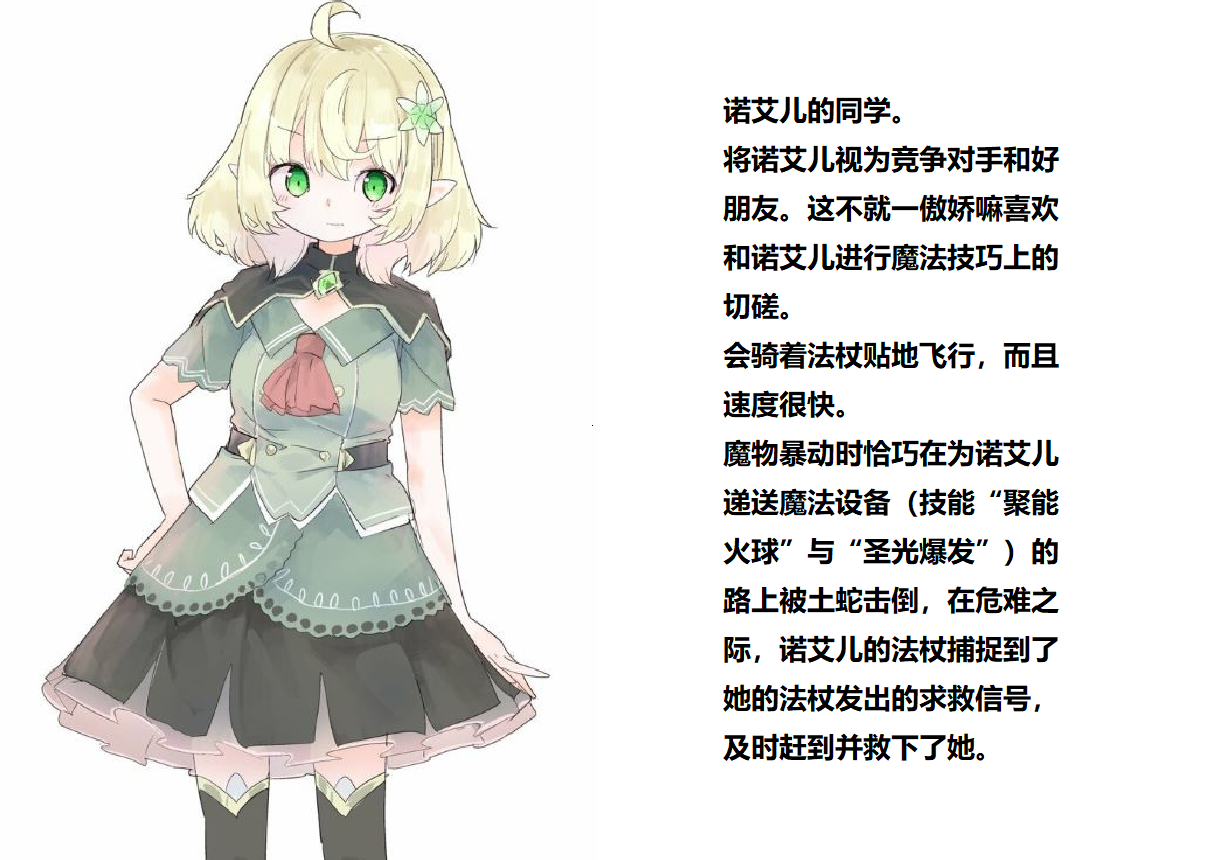 诺艾儿的同学。
将诺艾儿视为竞争对手和好
朋友。这不就一傲娇嘛喜欢
和诺艾儿进行魔法技巧上的
切磋。
会骑着法杖贴地飞行，而且
速度很快。
魔物暴动时恰巧在为诺艾儿
递送魔法设备（技能“聚能
火球”与“圣光爆发”）的
路上被土蛇击倒，在危难之
际，诺艾儿的法杖捕捉到了
她的法杖发出的求救信号，
及时赶到并救下了她。